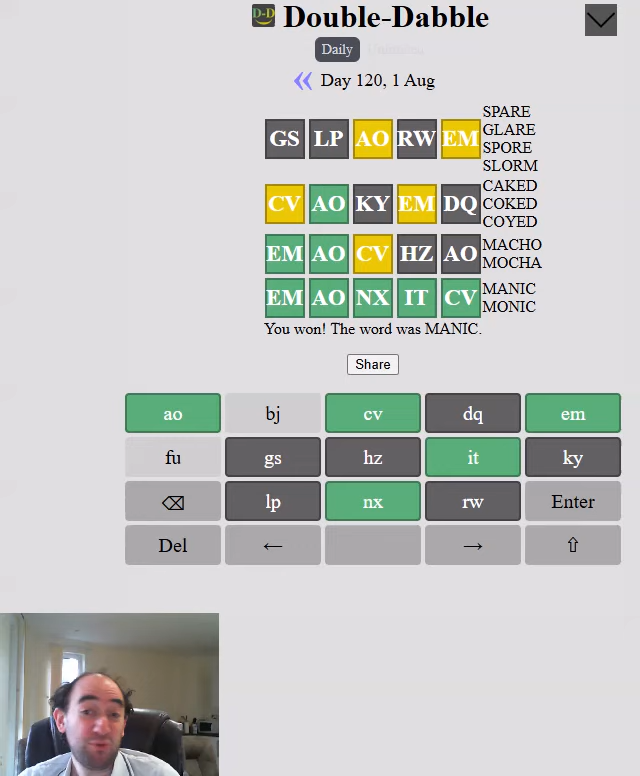 D-D Double-Dabble
Daily
Day 120, 1 Aug
GS LP AO RW EM
SPARE
GLARE
SPORE
SLORM
CV AO KY EM DQ
CAKED
COKED
COYED
EM AO CV HZ AO
MACHO
MOCHA
EM AO NX IT CV
MANIC
MONIC
You won! The word was MANIC.
Share
ao bj cv dq em
fu gs hz it ky
lp nx rw Enter
Del